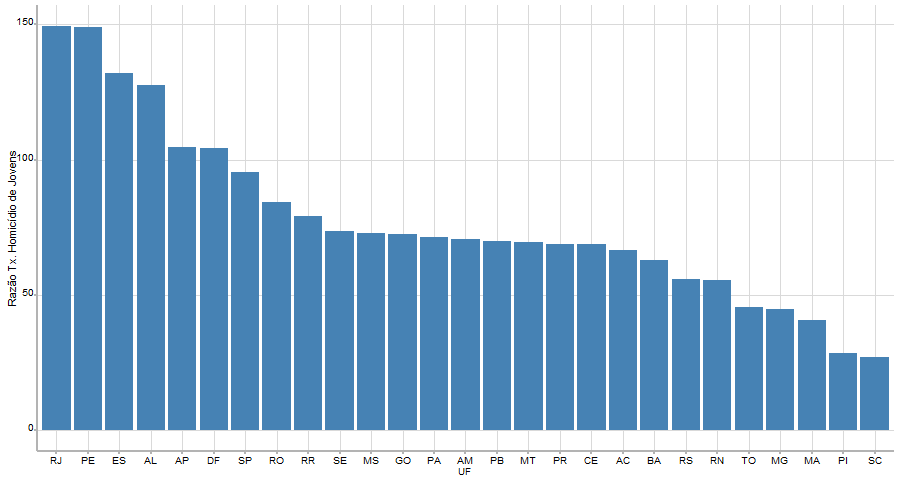 150
100
50
0
Razão Tx. Homicídio de Jovens
RJ PE ES AL AP DF SP RO RR SE MS GO PA AM PB MT PR CE AC BA RS RN TO MG MA PI SC
UF